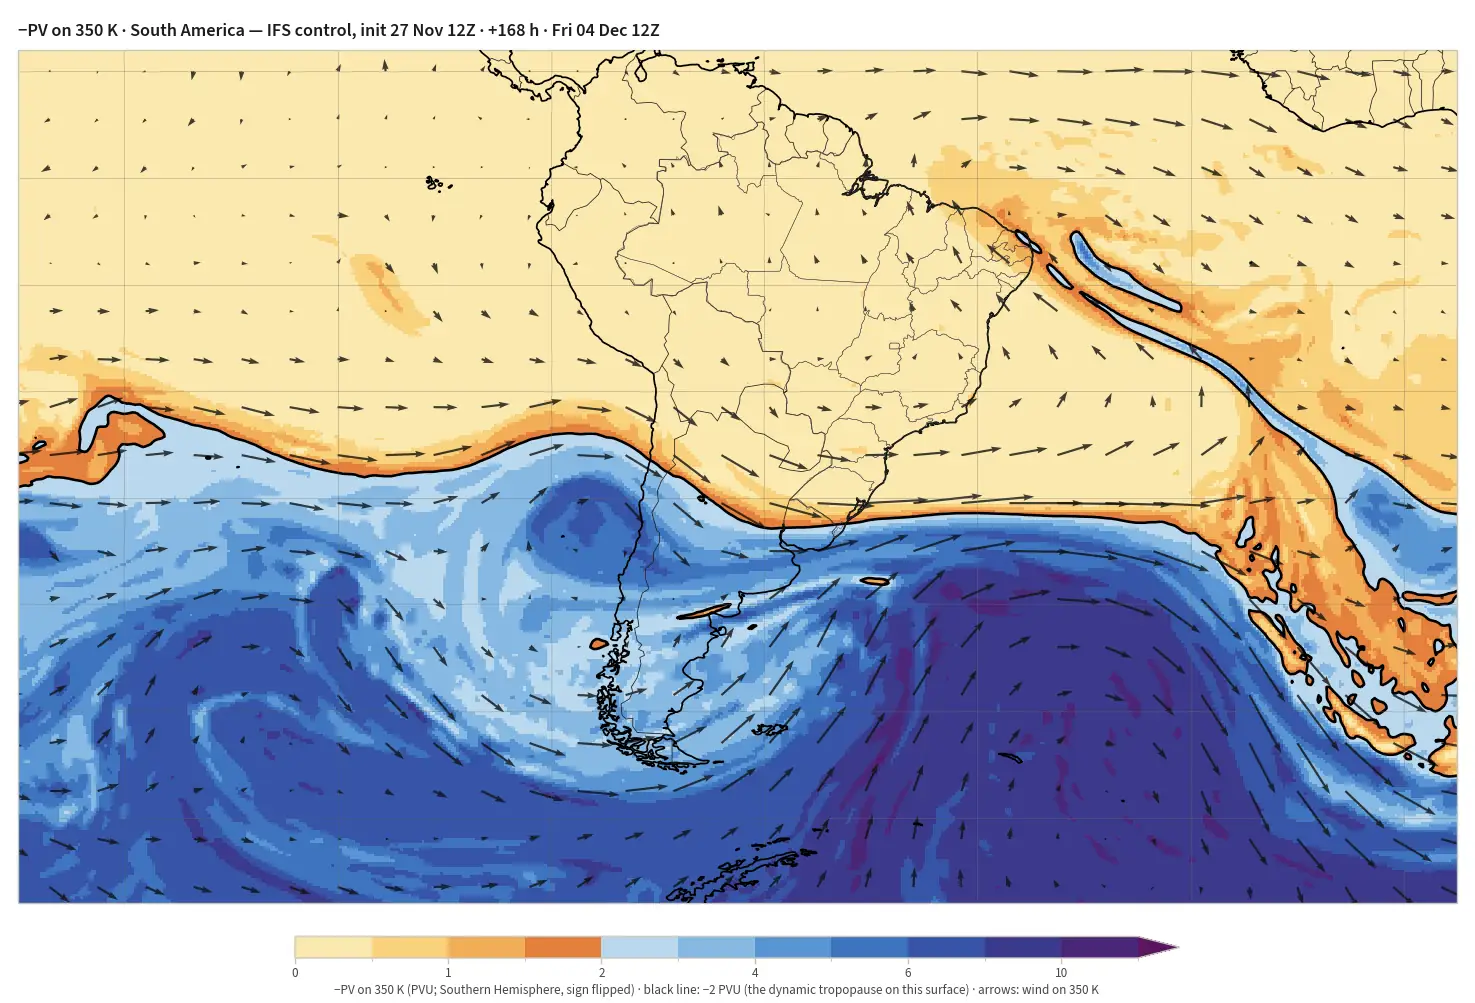 −PV on 350 K · South America — IFS control, init 27 Nov 12Z · +168 h · Fri 04 Dec 12Z
0 1 2 4 6 10
−PV on 350 K (PVU; Southern Hemisphere, sign flipped) · black line: −2 PVU (the dynamic tropopause on this surface) · arrows: wind on 350 K